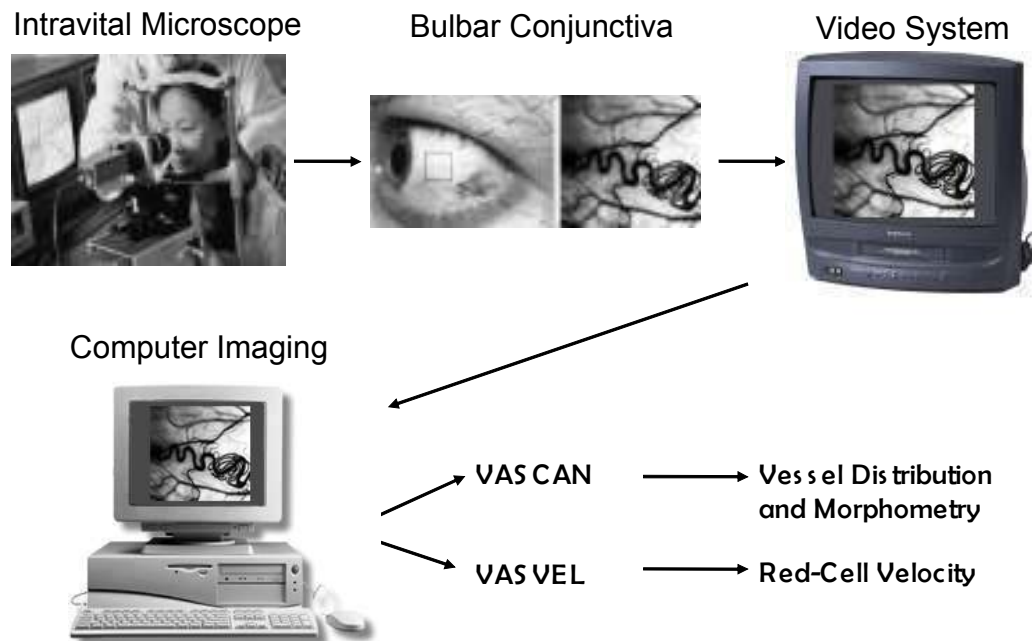 Intravital Microscope
Bulbar Conjunctiva
Video System
Computer Imaging
VASCAN
Vessel Distribution
and Morphometry
VASVEL
Red-Cell Velocity